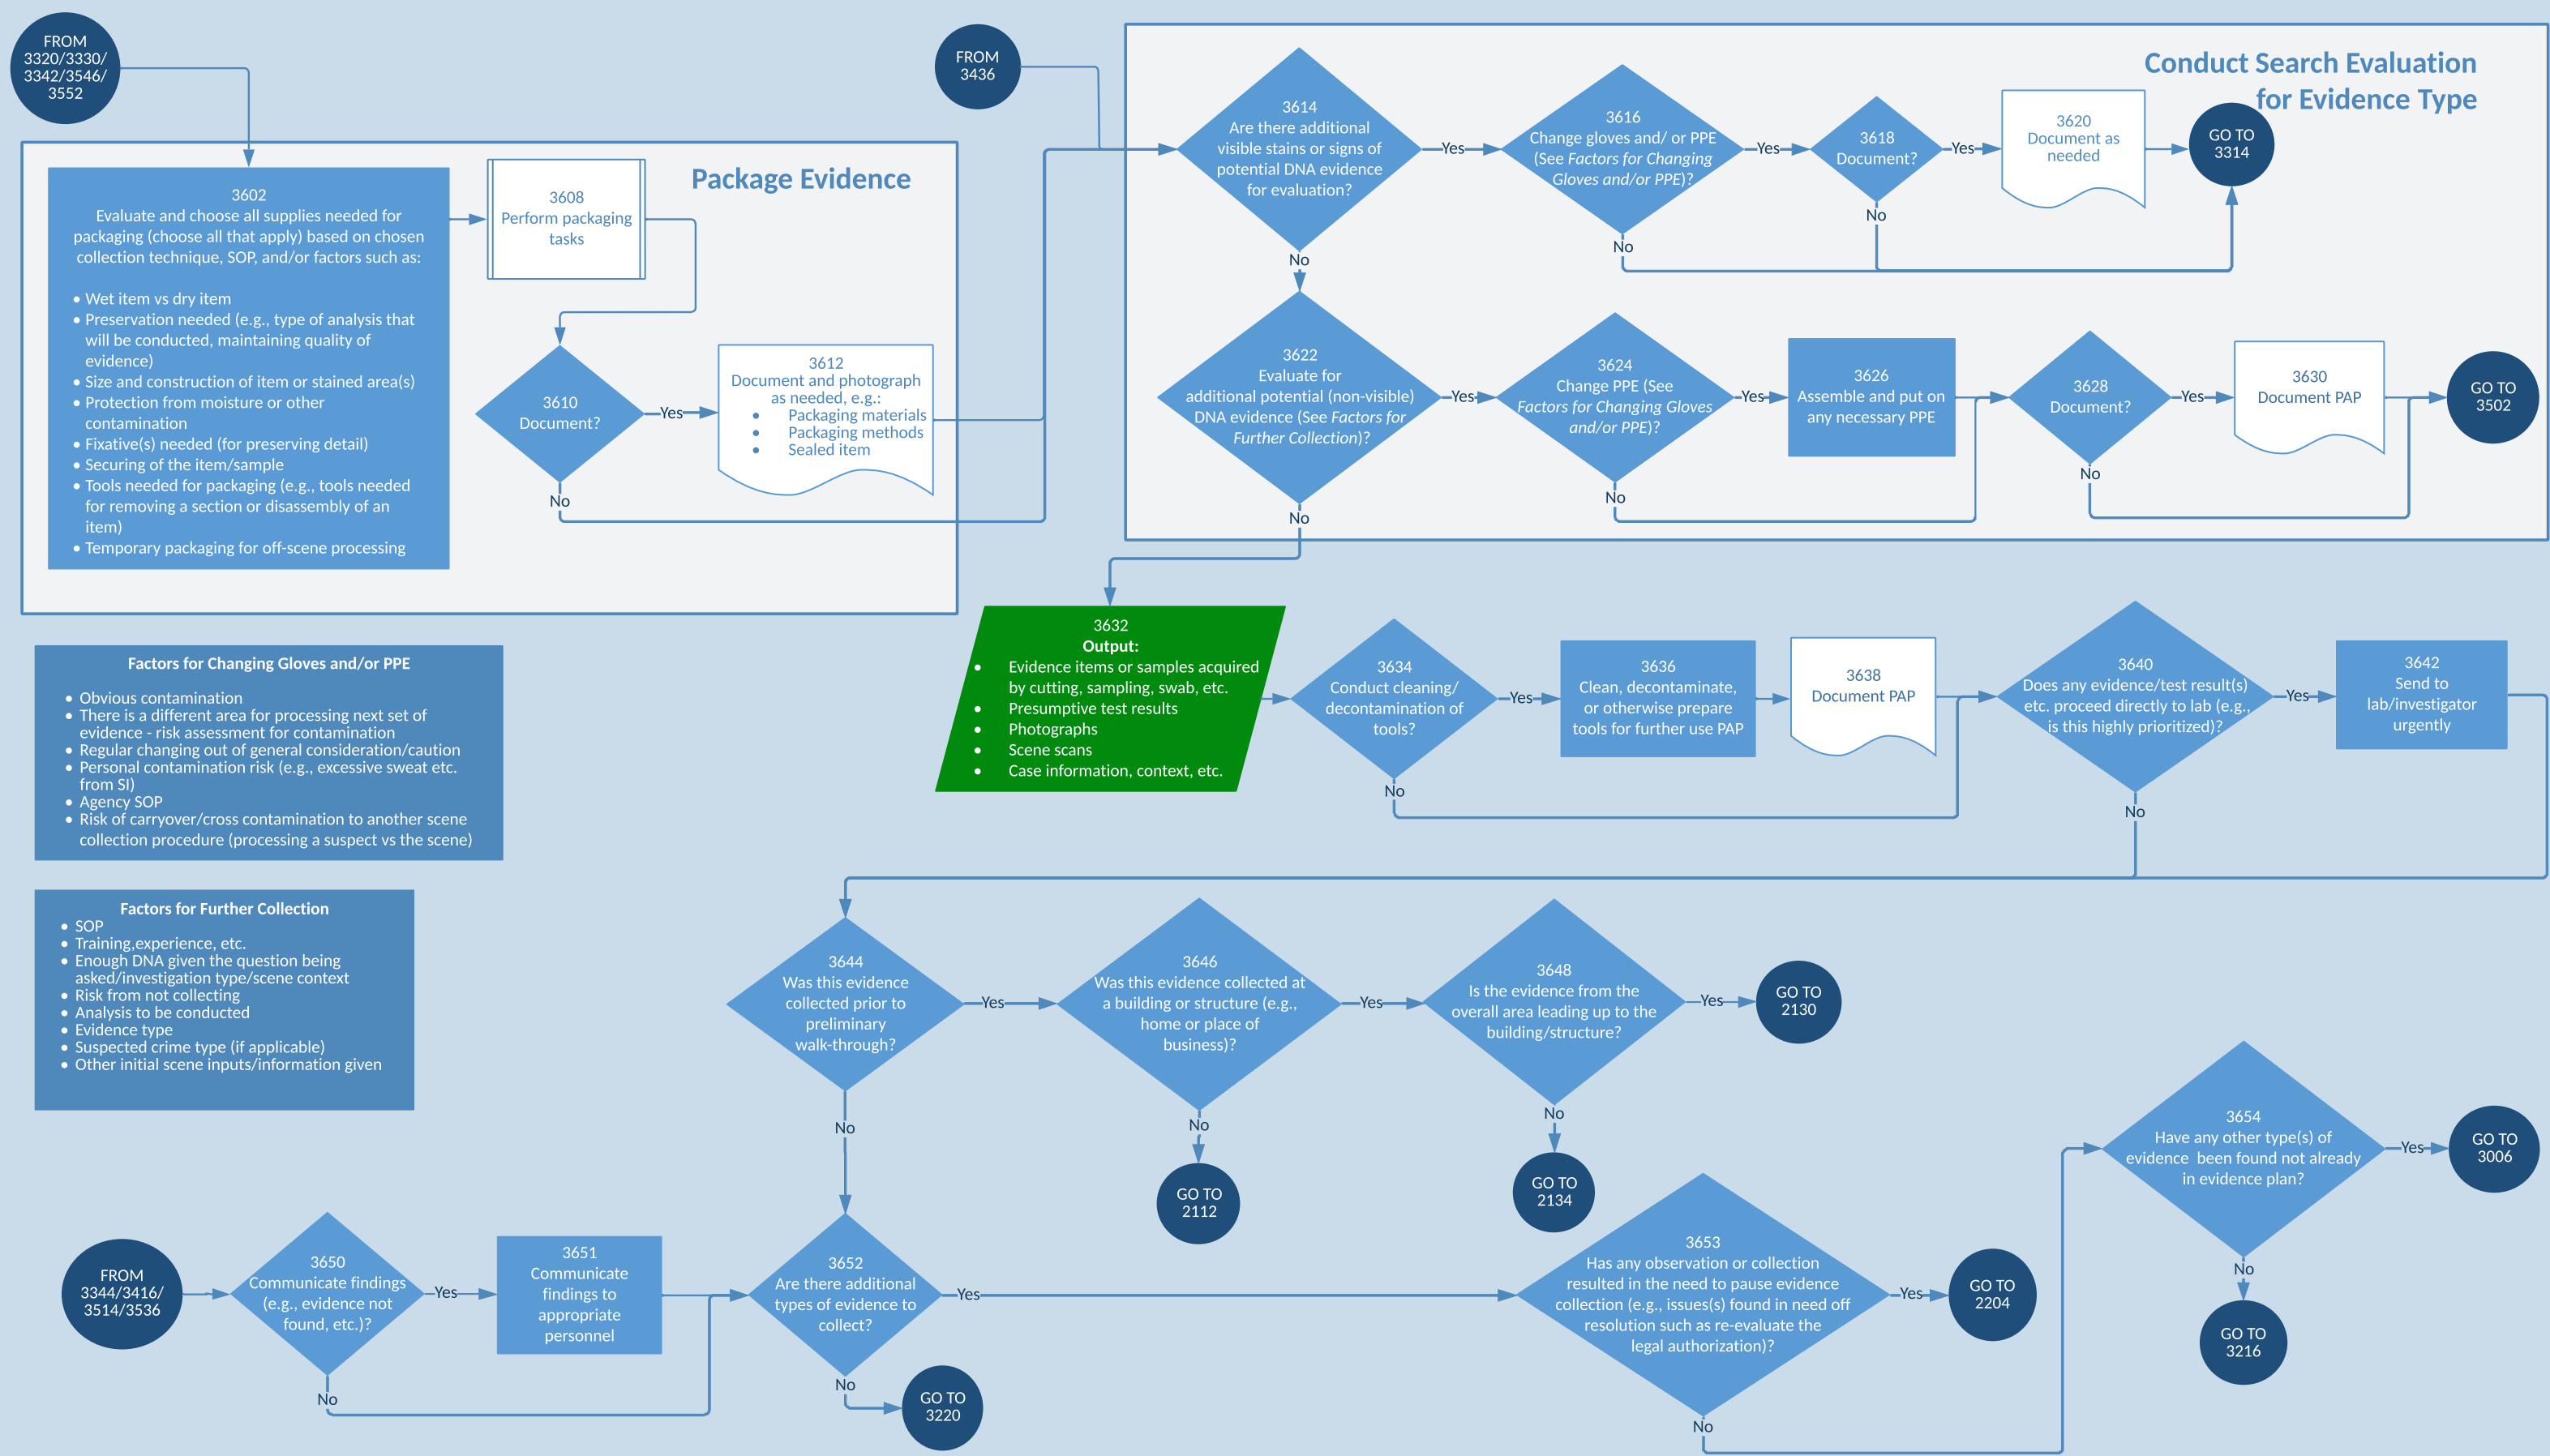 FROM
3320/3330/
3342/3546/
3552
Package Evidence
3602
Evaluate and choose all supplies needed for
packaging (choose all that apply) based on chosen
collection technique, SOP, and/or factors such as:
• Wet item vs dry item
• Preservation needed (e.g., type of analysis that
will be conducted, maintaining quality of
evidence)
• Size and construction of item or stained area(s)
• Protection from moisture or other
contamination
• Fixative(s) needed (for preserving detail)
• Securing of the item/sample
• Tools needed for packaging (e.g., tools needed
for removing a section or disassembly of an
item)
• Temporary packaging for off-scene processing
3608
Perform packaging
tasks
3610
Document?
Yes
No
3612
Document and photograph
as needed, e.g.:
• Packaging materials
• Packaging methods
• Sealed item
FROM
3436
Conduct Search Evaluation
for Evidence Type
3614
Are there additional
visible stains or signs of
potential DNA evidence
for evaluation?
Yes
No
3616
Change gloves and/ or PPE
(See Factors for Changing
Gloves and/or PPE)?
Yes
No
3618
Document?
Yes
No
3620
Document as
needed
GO TO
3314
3622
Evaluate for
additional potential (non-visible)
DNA evidence (See Factors for
Further Collection)?
Yes
No
3624
Change PPE (See
Factors for Changing Gloves
and/or PPE)?
Yes
No
3626
Assemble and put on
any necessary PPE
3628
Document?
Yes
No
3630
Document PAP
GO TO
3502
3632
Output:
• Evidence items or samples acquired
by cutting, sampling, swab, etc.
• Presumptive test results
• Photographs
• Scene scans
• Case information, context, etc.
3634
Conduct cleaning/
decontamination of
tools?
Yes
No
3636
Clean, decontaminate,
or otherwise prepare
tools for further use PAP
3638
Document PAP
3640
Does any evidence/test result(s)
etc. proceed directly to lab (e.g.,
is this highly prioritized)?
Yes
No
3642
Send to
lab/investigator
urgently
Factors for Changing Gloves and/or PPE
• Obvious contamination
• There is a different area for processing next set of
evidence - risk assessment for contamination
• Regular changing out of general consideration/caution
• Personal contamination risk (e.g., excessive sweat etc.
from SI)
• Agency SOP
• Risk of carryover/cross contamination to another scene
collection procedure (processing a suspect vs the scene)
Factors for Further Collection
• SOP
• Training,experience, etc.
• Enough DNA given the question being
asked/investigation type/scene context
• Risk from not collecting
• Analysis to be conducted
• Evidence type
• Suspected crime type (if applicable)
• Other initial scene inputs/information given
3644
Was this evidence
collected prior to
preliminary
walk-through?
Yes
No
3646
Was this evidence collected at
a building or structure (e.g.,
home or place of
business)?
Yes
No
GO TO
2112
3648
Is the evidence from the
overall area leading up to the
building/structure?
Yes
No
GO TO
2130
GO TO
2134
FROM
3344/3416/
3514/3536
3650
Communicate findings
(e.g., evidence not
found, etc.)?
Yes
No
3651
Communicate
findings to
appropriate
personnel
3652
Are there additional
types of evidence to
collect?
Yes
No
GO TO
3220
3653
Has any observation or collection
resulted in the need to pause evidence
collection (e.g., issues(s) found in need off
resolution such as re-evaluate the
legal authorization)?
Yes
No
GO TO
2204
3654
Have any other type(s) of
evidence been found not already
in evidence plan?
Yes
No
GO TO
3006
GO TO
3216